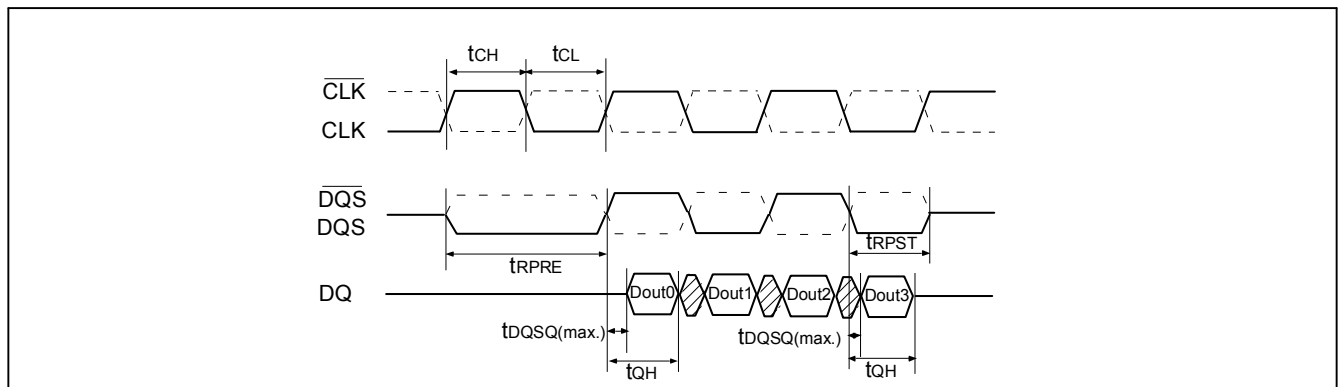 tCH tCL
CLK
CLK
DQS
DQS
tRPRE
tRPST
DQ
Dout0 Dout1 Dout2 Dout3
tDQSQ(max.) tDQSQ(max.)
tQH tQH